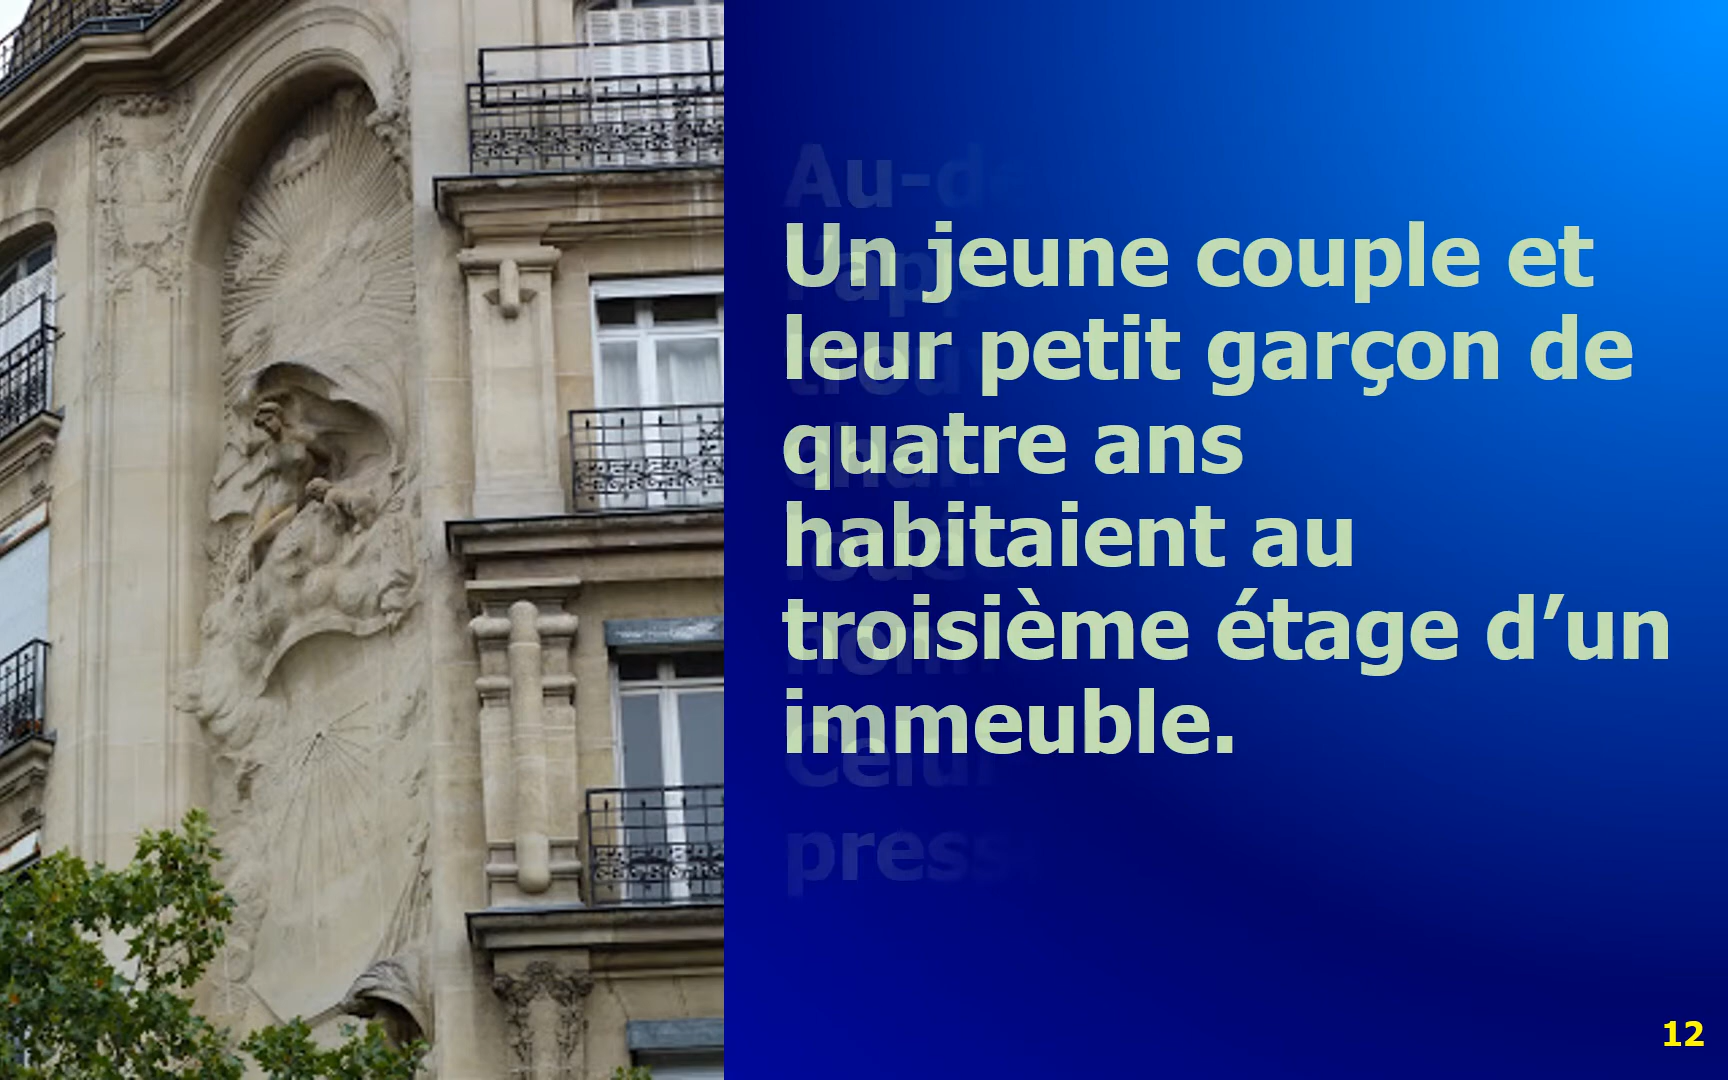 Un jeune couple et
leur petit garçon de
quatre ans
habitaient au
troisième étage d’un
immeuble.
12